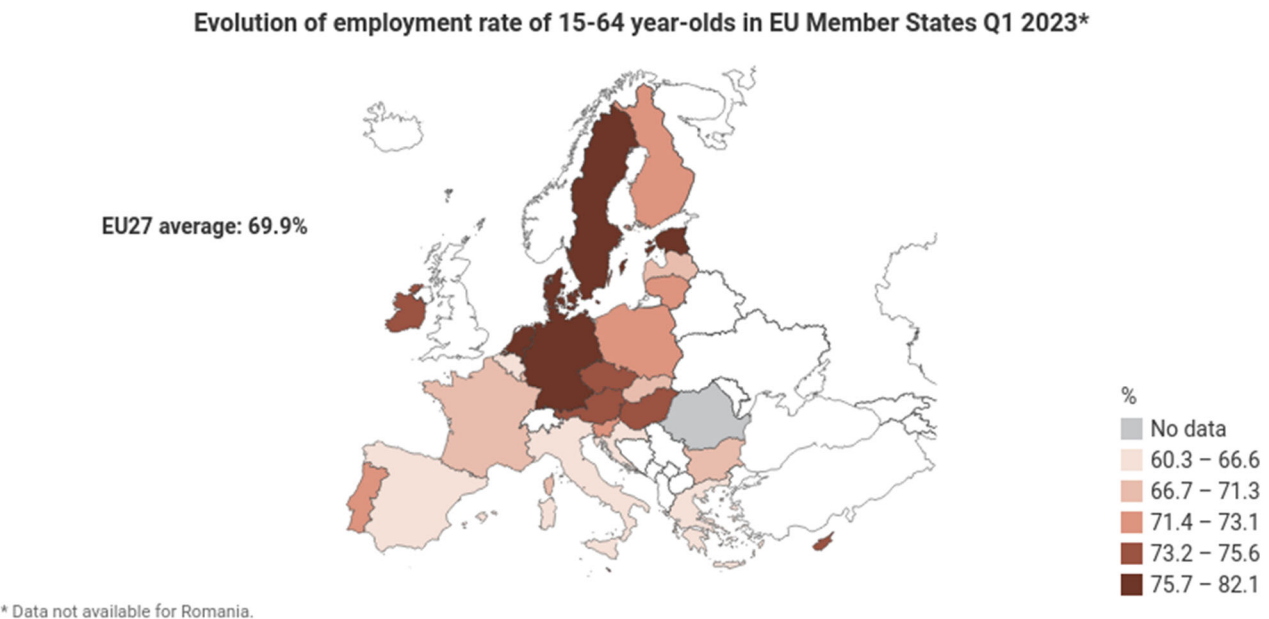 Evolution of employment rate of 15-64 year-olds in EU Member States Q1 2023*
EU27 average: 69.9%
%
No data
60.3 – 66.6
66.7 – 71.3
71.4 – 73.1
73.2 – 75.6
75.7 – 82.1
* Data not available for Romania.